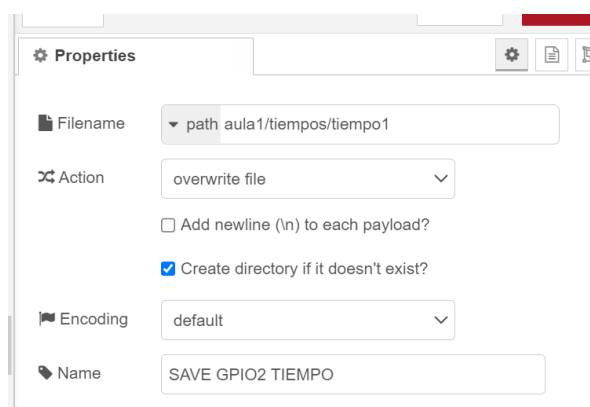 Properties
Filename path aula1/tiempos/tiempo1
Action overwrite file
Add newline (\n) to each payload?
Create directory if it doesn't exist?
Encoding default
Name SAVE GPIO2 TIEMPO